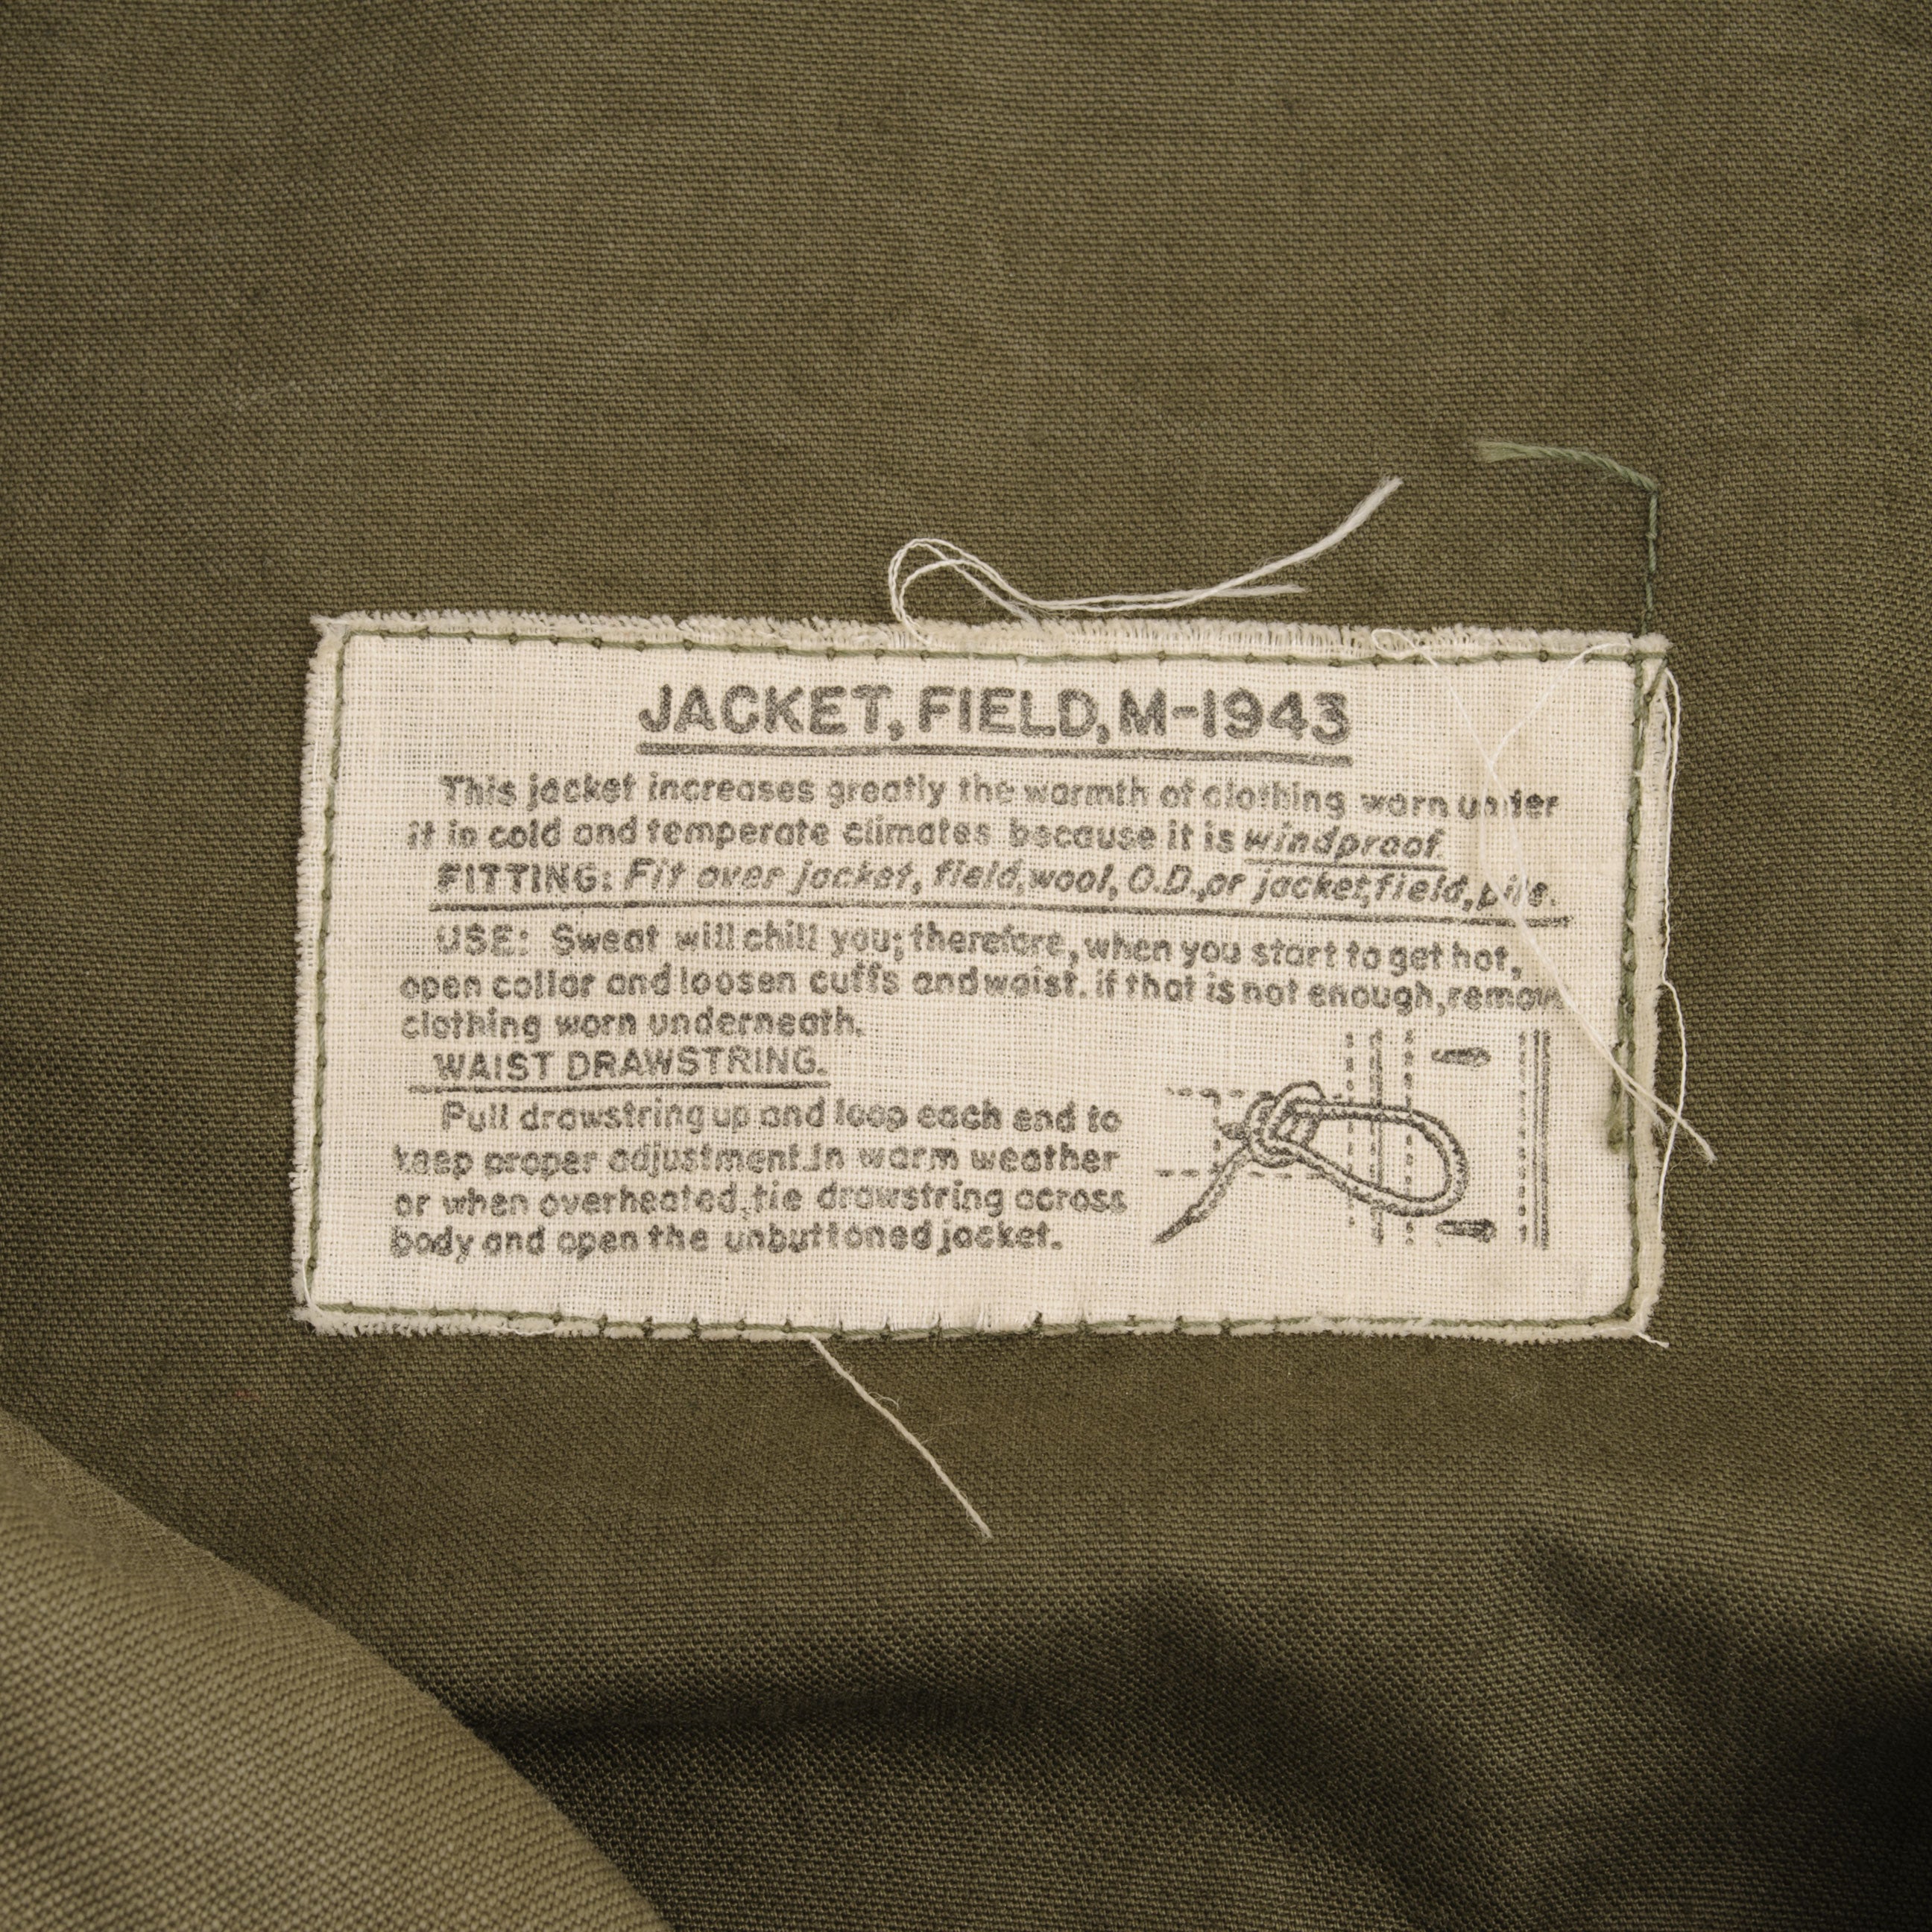 JACKET, FIELD, M-1943
This jacket increases greatly the warmth of clothing worn under
it in cold and temperate climates because it is windproof.
FITTING: Fit over jacket, field, wool, O.D., or jacket, field, pile.
USE: Sweat will chill you; therefore, when you start to get hot,
open collar and loosen cuffs and waist. if that is not enough, remove
clothing worn underneath.
WAIST DRAWSTRING.
Pull drawstring up and loop each end to
keep proper adjustment. In warm weather
or when overheated, tie drawstring across
body and open the unbuttoned jacket.